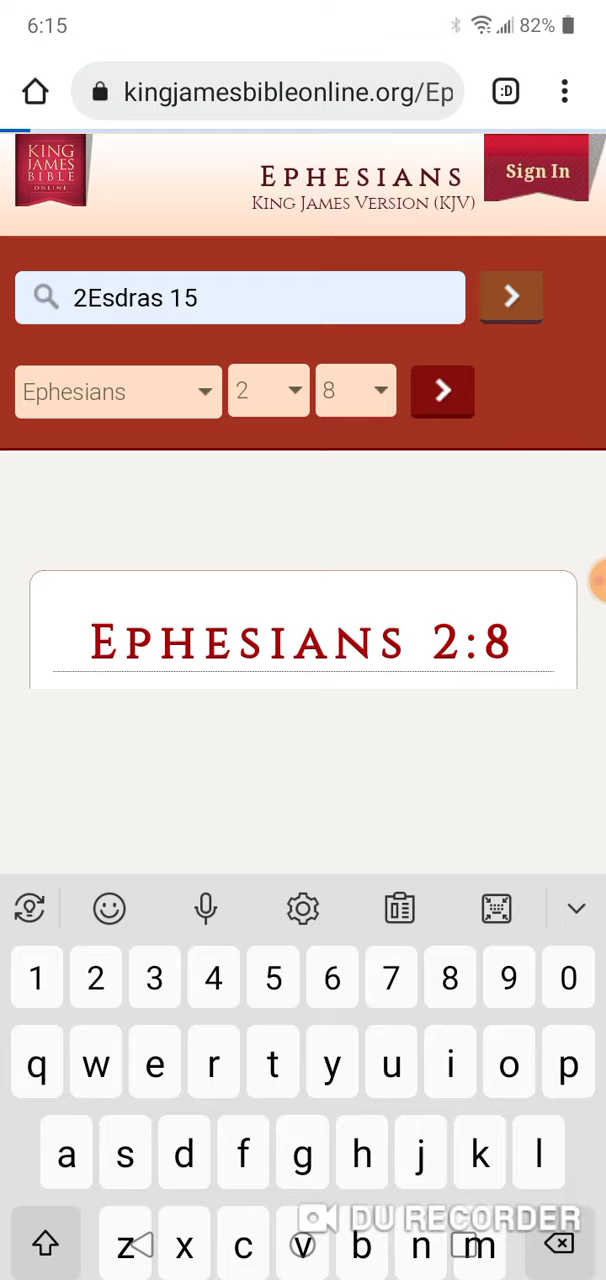 6:15
82%
kingjamesbibleonline.org/Ep
:D
KING
JAMES
BIBLE
ONLINE
EPHESIANS
KING JAMES VERSION (KJV)
Sign In
2Esdras 15
Ephesians
2
8
EPHESIANS 2:8
1 2 3 4 5 6 7 8 9 0
q w e r t y u i o p
a s d f g h j k l
z x c v b n m
DU RECORDER